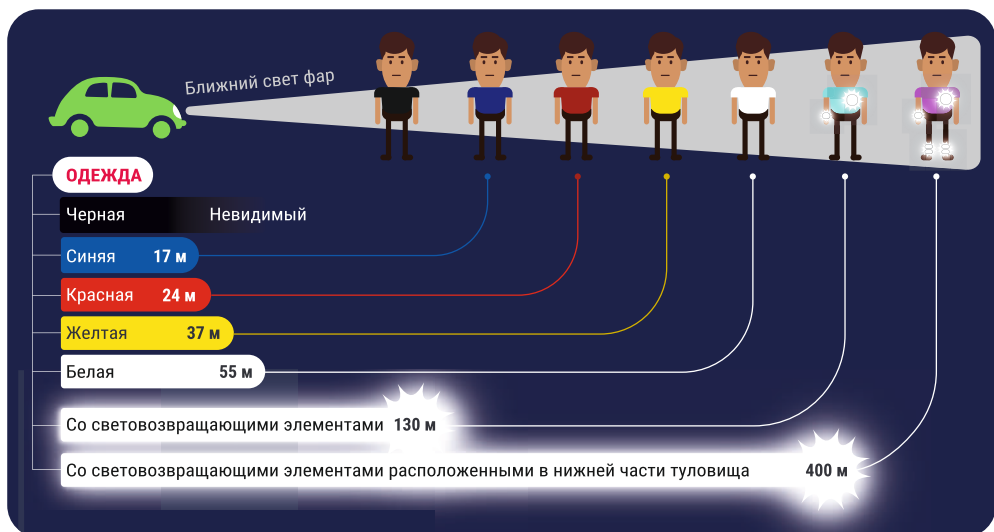 Ближний свет фар
ОДЕЖДА
Черная Невидимый
Синяя 17 м
Красная 24 м
Желтая 37 м
Белая 55 м
Со световозвращающими элементами 130 м
Со световозвращающими элементами расположенными в нижней части туловища 400 м